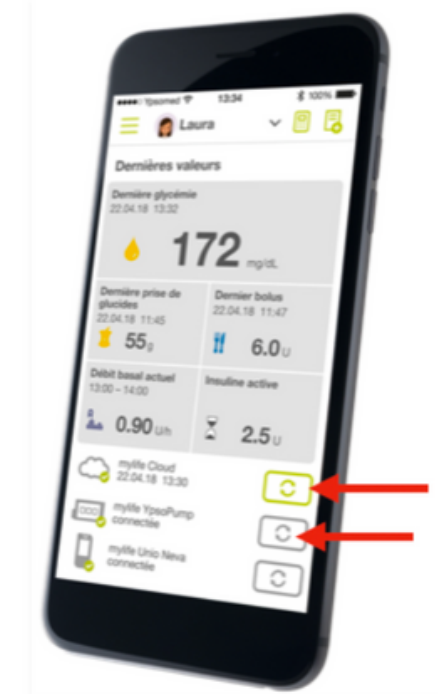 Ypsomed 13:34 100%
Laura
Dernières valeurs
Dernière glycémie
22.04.18 13:32
172 mg/dL
Dernière prise de
glucides
22.04.18 11:45
55 g
Dernier bolus
22.04.18 11:47
6.0 U
Débit basal actuel
13:00 – 14:00
0.90 U/h
Insuline active
2.5 U
mylife Cloud
22.04.18 13:30
mylife YpsoPump
connectée
mylife Unio Neva
connectée